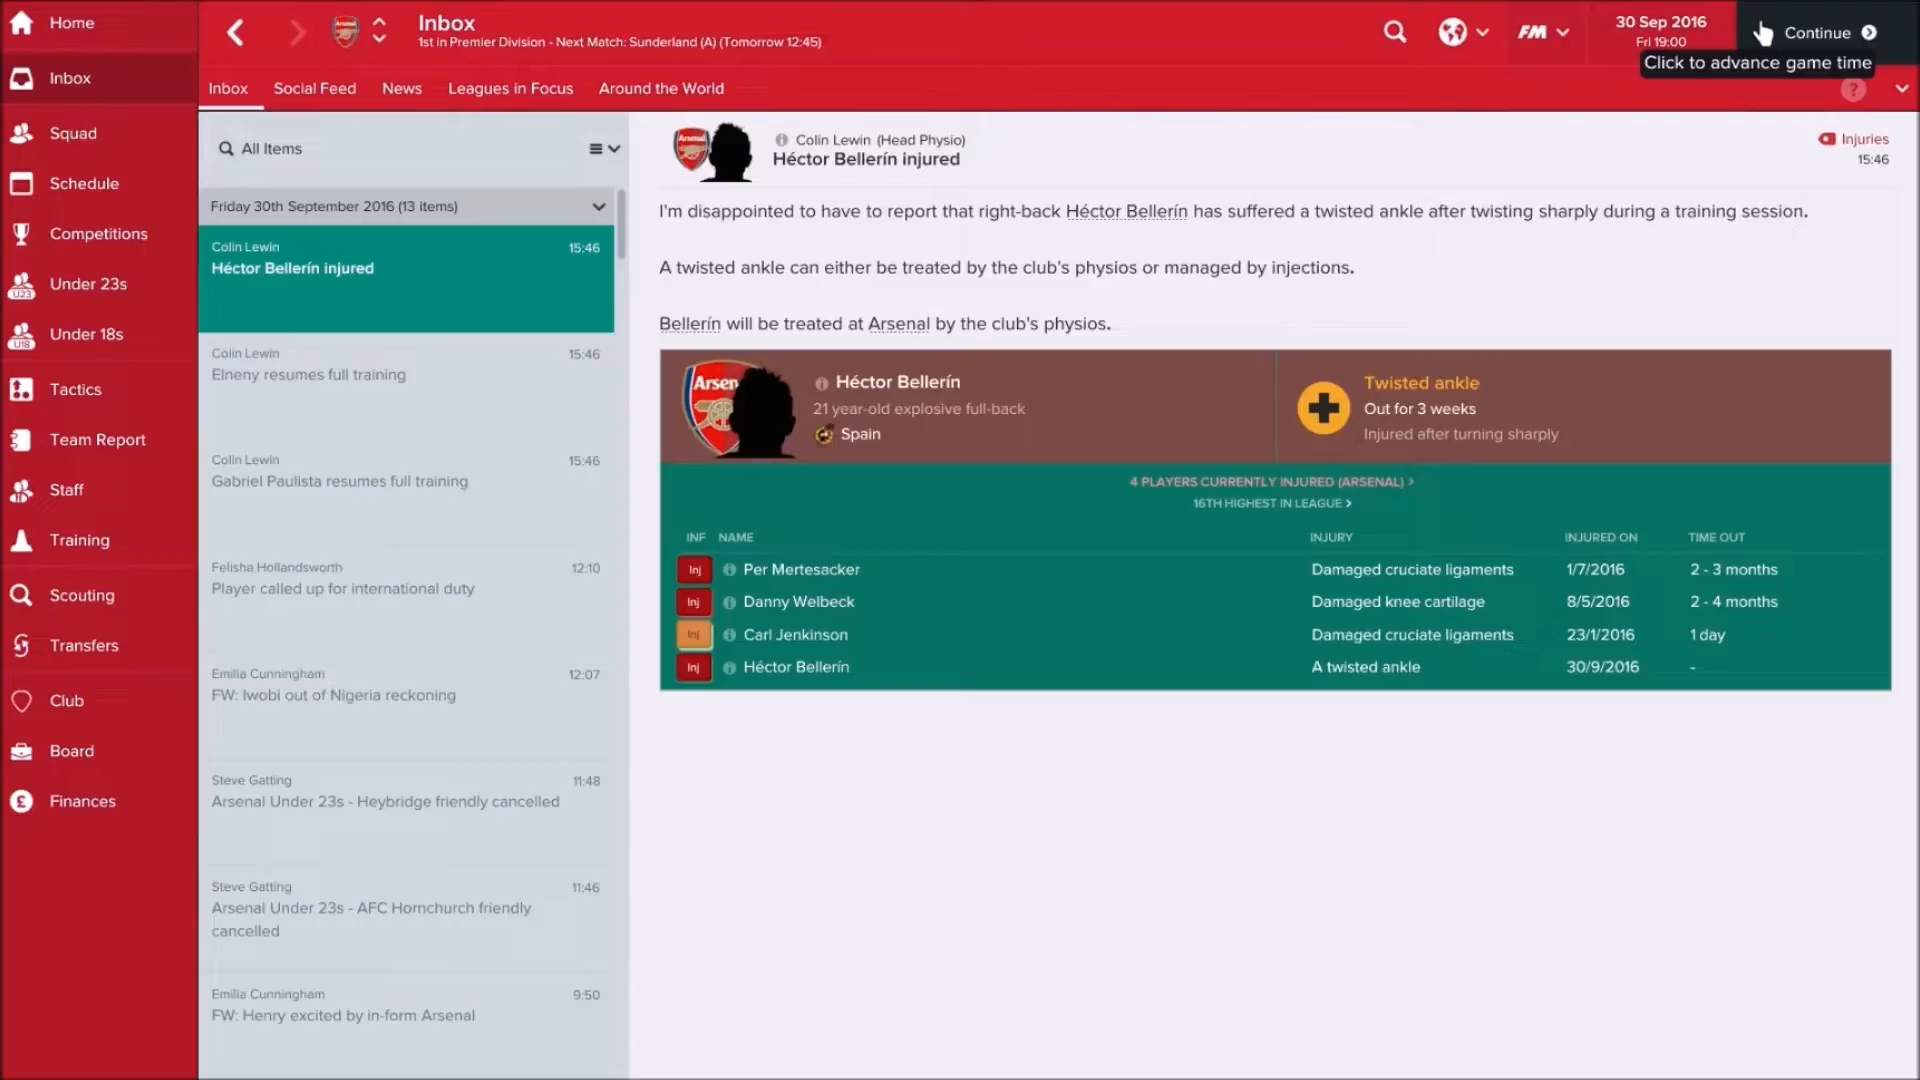 Home
Inbox
Squad
Schedule
Competitions
U23
Under 23s
U18
Under 18s
Tactics
Team Report
Staff
Training
Scouting
Transfers
Club
Board
£
Finances
Arsenal
Inbox
1st in Premier Division - Next Match: Sunderland (A) (Tomorrow 12:45)
FM
30 Sep 2016
Fri 19:00
Continue
Click to advance game time
?
Inbox
Social Feed
News
Leagues in Focus
Around the World
All Items
Friday 30th September 2016 (13 items)
Colin Lewin 15:46
Héctor Bellerín injured
Colin Lewin 15:46
Elneny resumes full training
Colin Lewin 15:46
Gabriel Paulista resumes full training
Felisha Hollandsworth 12:10
Player called up for international duty
Emilia Cunningham 12:07
FW: Iwobi out of Nigeria reckoning
Steve Gatting 11:48
Arsenal Under 23s - Heybridge friendly cancelled
Steve Gatting 11:46
Arsenal Under 23s - AFC Hornchurch friendly
cancelled
Emilia Cunningham 9:50
FW: Henry excited by in-form Arsenal
Arsenal
Colin Lewin (Head Physio)
Héctor Bellerín injured
Injuries
15:46
I'm disappointed to have to report that right-back Héctor Bellerín has suffered a twisted ankle after twisting sharply during a training session.
A twisted ankle can either be treated by the club's physios or managed by injections.
Bellerín will be treated at Arsenal by the club's physios.
Arsen
Héctor Bellerín
21 year-old explosive full-back
Spain
Twisted ankle
Out for 3 weeks
Injured after turning sharply
4 PLAYERS CURRENTLY INJURED (ARSENAL) >
16TH HIGHEST IN LEAGUE >
INF NAME INJURY INJURED ON TIME OUT
Inj Per Mertesacker Damaged cruciate ligaments 1/7/2016 2 - 3 months
Inj Danny Welbeck Damaged knee cartilage 8/5/2016 2 - 4 months
Inj Carl Jenkinson Damaged cruciate ligaments 23/1/2016 1 day
Inj Héctor Bellerín A twisted ankle 30/9/2016 -